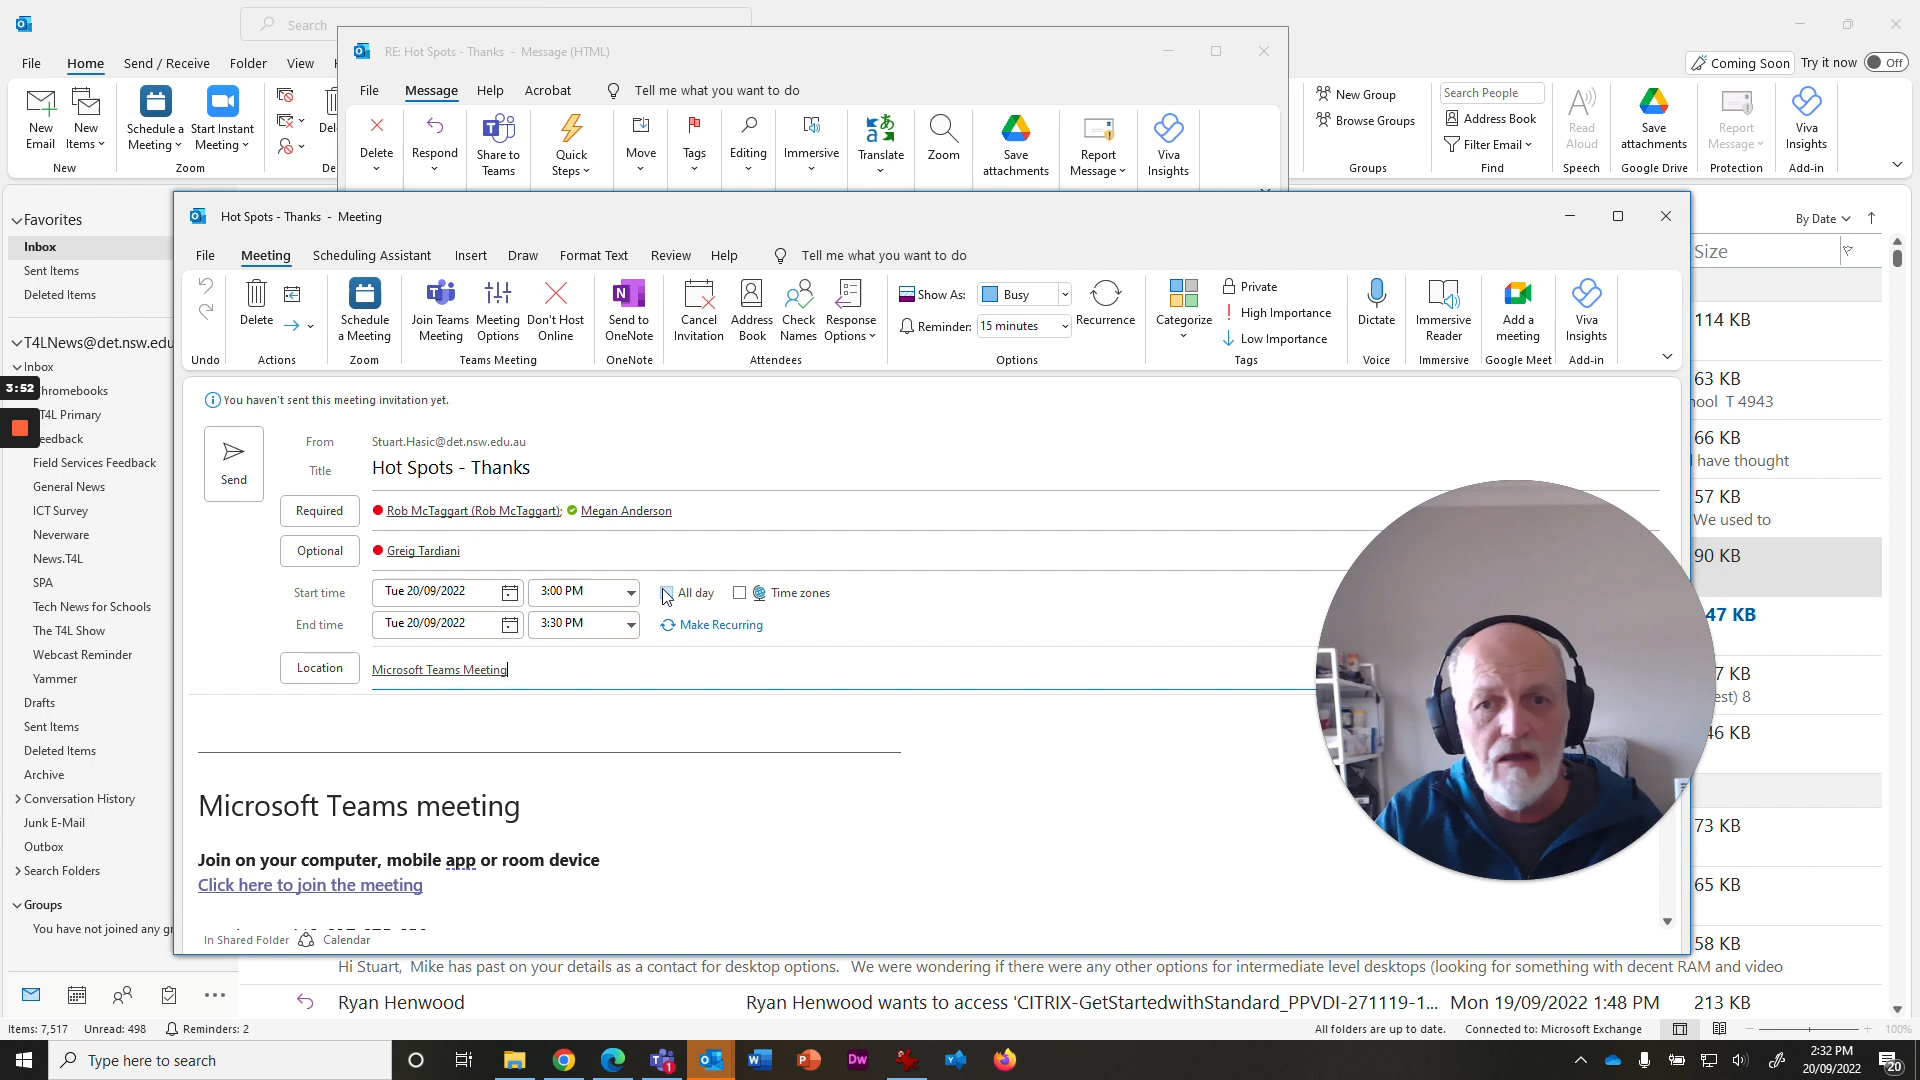 Search
RE: Hot Spots - Thanks - Message (HTML)
File Home Send / Receive Folder View
Coming Soon Try it now Off
File Message Help Acrobat Tell me what you want to do
New Email
New Items
New
Schedule a Meeting
Start Instant Meeting
Zoom
Delete
Respond
Share to Teams
Quick Steps
Move
Tags
Editing
Immersive
Translate
Zoom
Save attachments
Report Message
Viva Insights
New Group
Browse Groups
Groups
Search People
Address Book
Filter Email
Find
Read Aloud
Speech
Save attachments
Google Drive
Report Message
Protection
Viva Insights
Add-in
Hot Spots - Thanks - Meeting
File Meeting Scheduling Assistant Insert Draw Format Text Review Help Tell me what you want to do
Undo
Delete
Actions
Schedule a Meeting
Zoom
Join Teams Meeting
Meeting Options
Don't Host Online
Teams Meeting
Send to OneNote
OneNote
Cancel Invitation
Address Book
Check Names
Response Options
Attendees
Show As: Busy
Reminder: 15 minutes
Recurrence
Options
Categorize
Private
High Importance
Low Importance
Tags
Dictate
Voice
Immersive Reader
Immersive
Add a meeting
Google Meet
Viva Insights
Add-in
You haven't sent this meeting invitation yet.
Send
From Stuart.Hasic@det.nsw.edu.au
Title Hot Spots - Thanks
Required Rob McTaggart (Rob McTaggart); Megan Anderson
Optional Greig Tardiani
Start time Tue 20/09/2022 3:00 PM All day Time zones
End time Tue 20/09/2022 3:30 PM Make Recurring
Location Microsoft Teams Meeting
Microsoft Teams meeting
Join on your computer, mobile app or room device
Click here to join the meeting
In Shared Folder Calendar
Favorites
Inbox
Sent Items
Deleted Items
T4LNews@det.nsw.edu
Inbox
3:52
hromebooks
T4L Primary
eedback
Field Services Feedback
General News
ICT Survey
Neverware
News.T4L
SPA
Tech News for Schools
The T4L Show
Webcast Reminder
Yammer
Drafts
Sent Items
Deleted Items
Archive
Conversation History
Junk E-Mail
Outbox
Search Folders
Groups
You have not joined any gr
By Date
Size
114 KB
63 KB
ool T 4943
66 KB
I have thought
57 KB
We used to
90 KB
47 KB
7 KB
est) 8
46 KB
73 KB
65 KB
58 KB
Hi Stuart, Mike has past on your details as a contact for desktop options. We were wondering if there were any other options for intermediate level desktops (looking for something with decent RAM and video
Ryan Henwood Ryan Henwood wants to access 'CITRIX-GetStartedwithStandard_PPVDI-271119-1... Mon 19/09/2022 1:48 PM 213 KB
Items: 7,517 Unread: 498 Reminders: 2 All folders are up to date. Connected to: Microsoft Exchange 100%
Type here to search
2:32 PM
20/09/2022
20